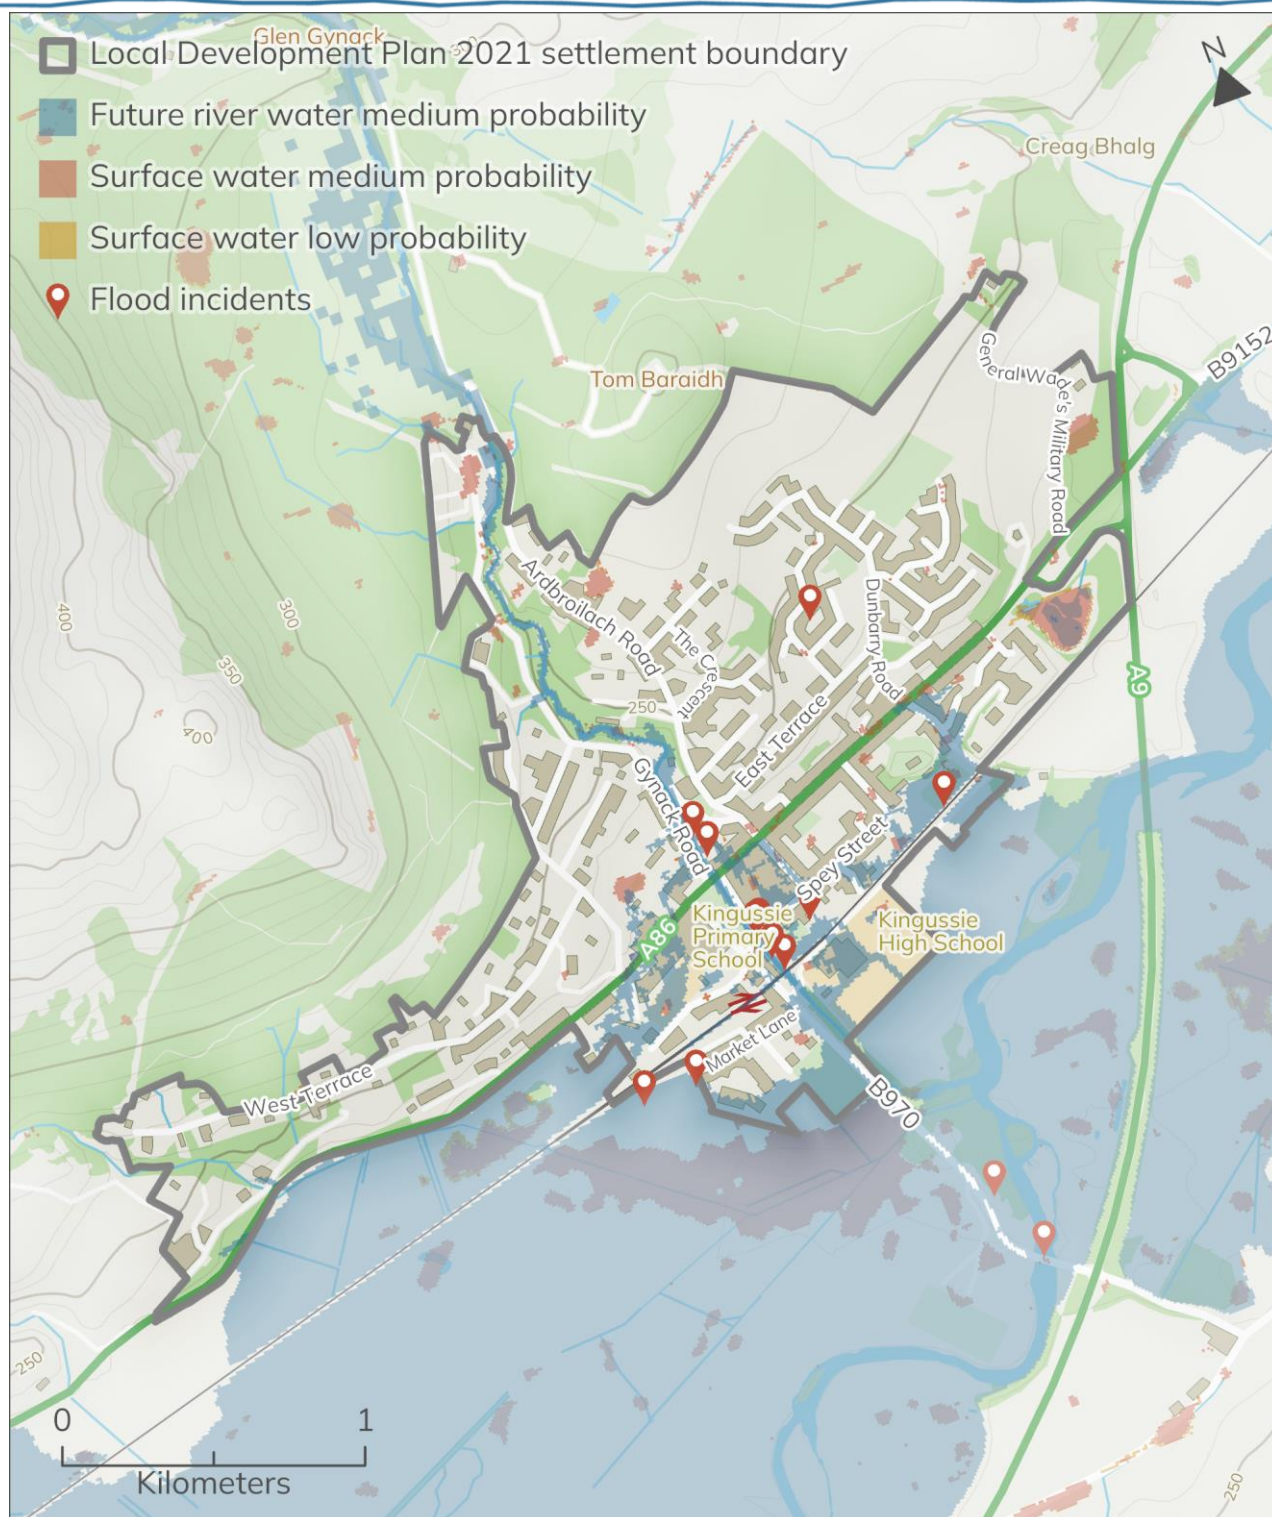 Glen Gynack
300
Local Development Plan 2021 settlement boundary
N
Future river water medium probability
Creag Bhalg
Surface water medium probability
Surface water low probability
Flood incidents
B9152
General Wade's Military Road
Tom Baraidh
400
300
350
400
Ardbroilach Road
The Crescent
Dunbarry Road
250
East Terrace
A9
Gynack Road
Spey Street
A86
Kingussie
Primary
School
Kingussie
High School
Market Lane
West Terrace
B970
250
0
1
Kilometers
250